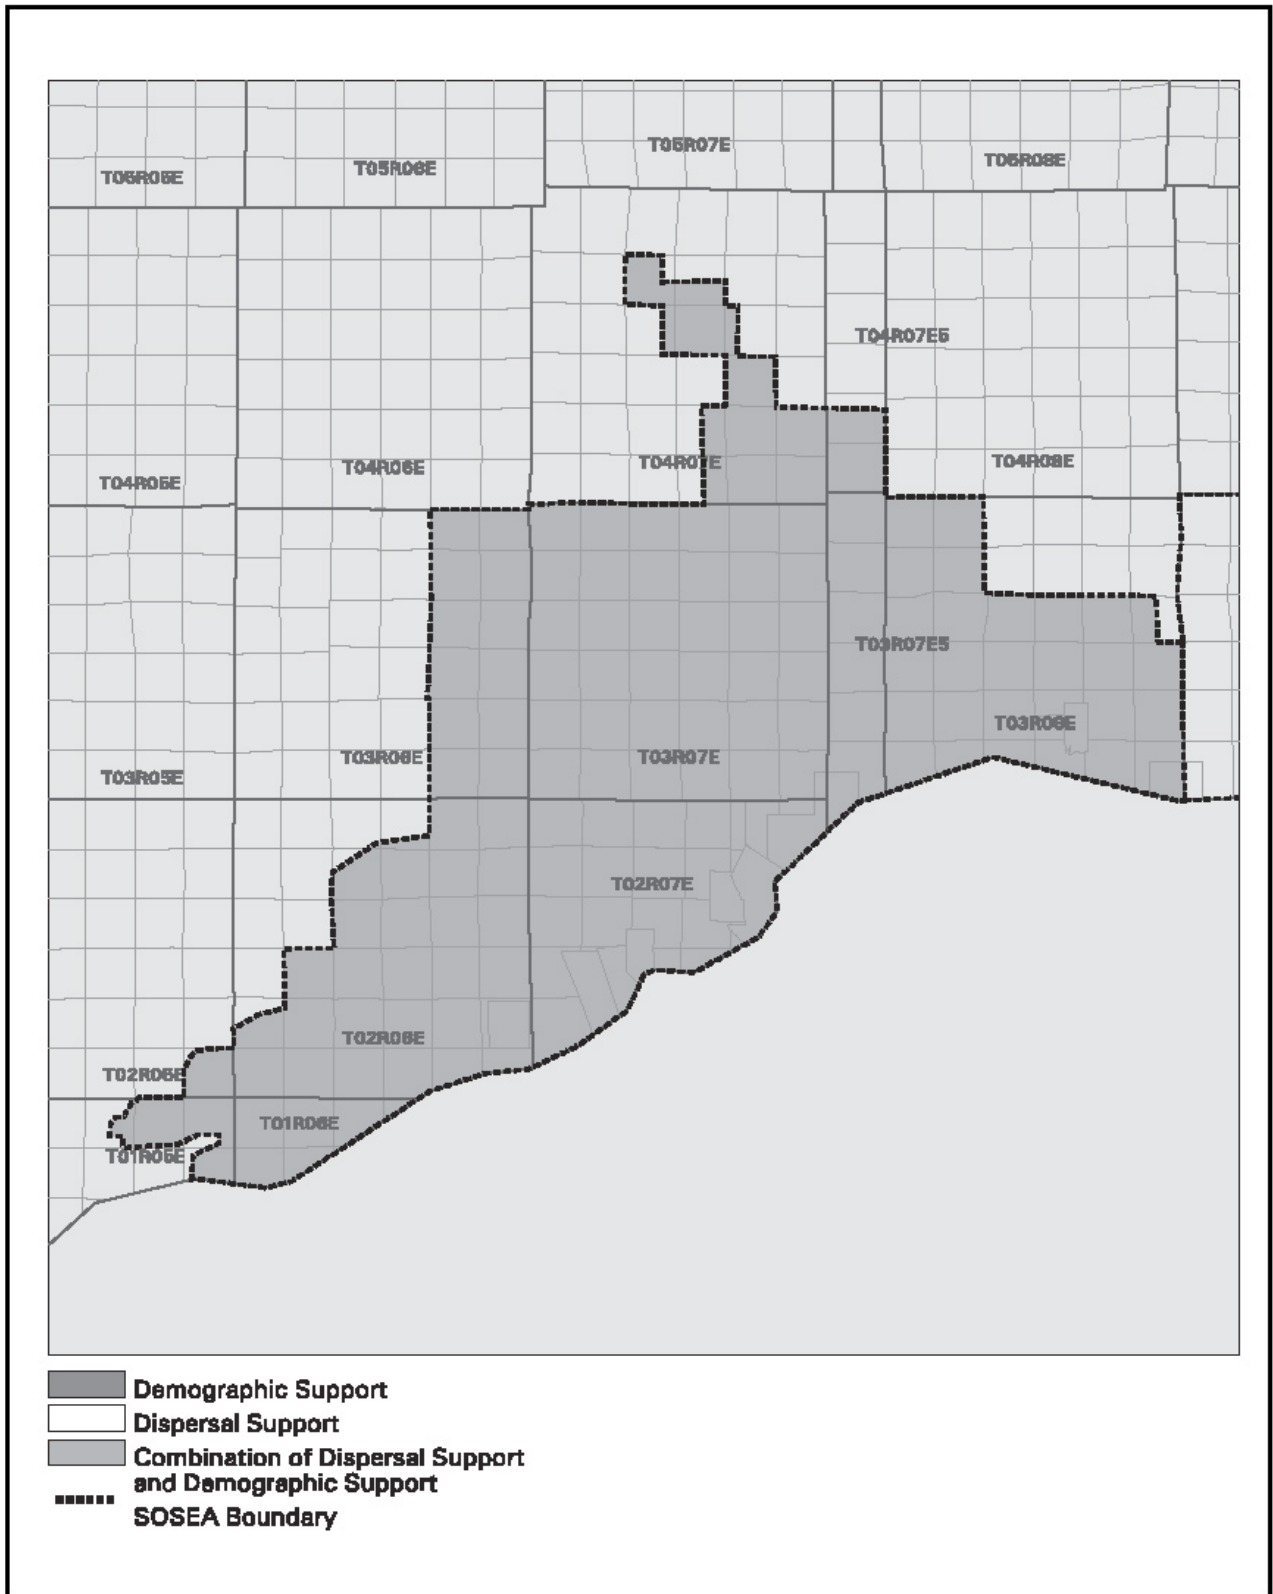 T05R07E
T05R08E
T05R06E
T05R05E
T04R07E5
T04R07E
T04R08E
T04R06E
T04R05E
T03R07E5
T03R08E
T03R06E
T03R07E
T03R05E
T02R07E
T02R06E
T02R05E
T01R06E
T01R05E
Demographic Support
Dispersal Support
Combination of Dispersal Support
and Demographic Support
SOSEA Boundary